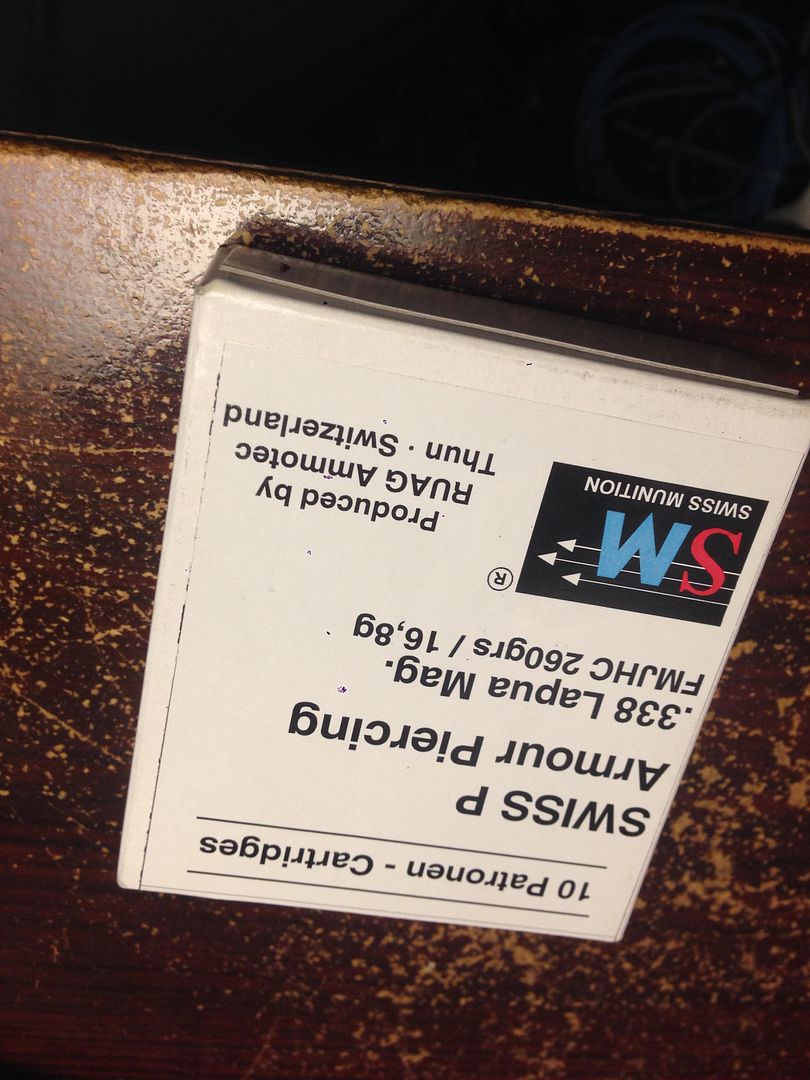 10 Patronen - Cartridges
SWISS P
Armour Piercing
.338 Lapua Mag.
FMJHC 260grs / 16,8g
®
SM
SWISS MUNITION
Produced by
RUAG Ammotec
Thun · Switzerland